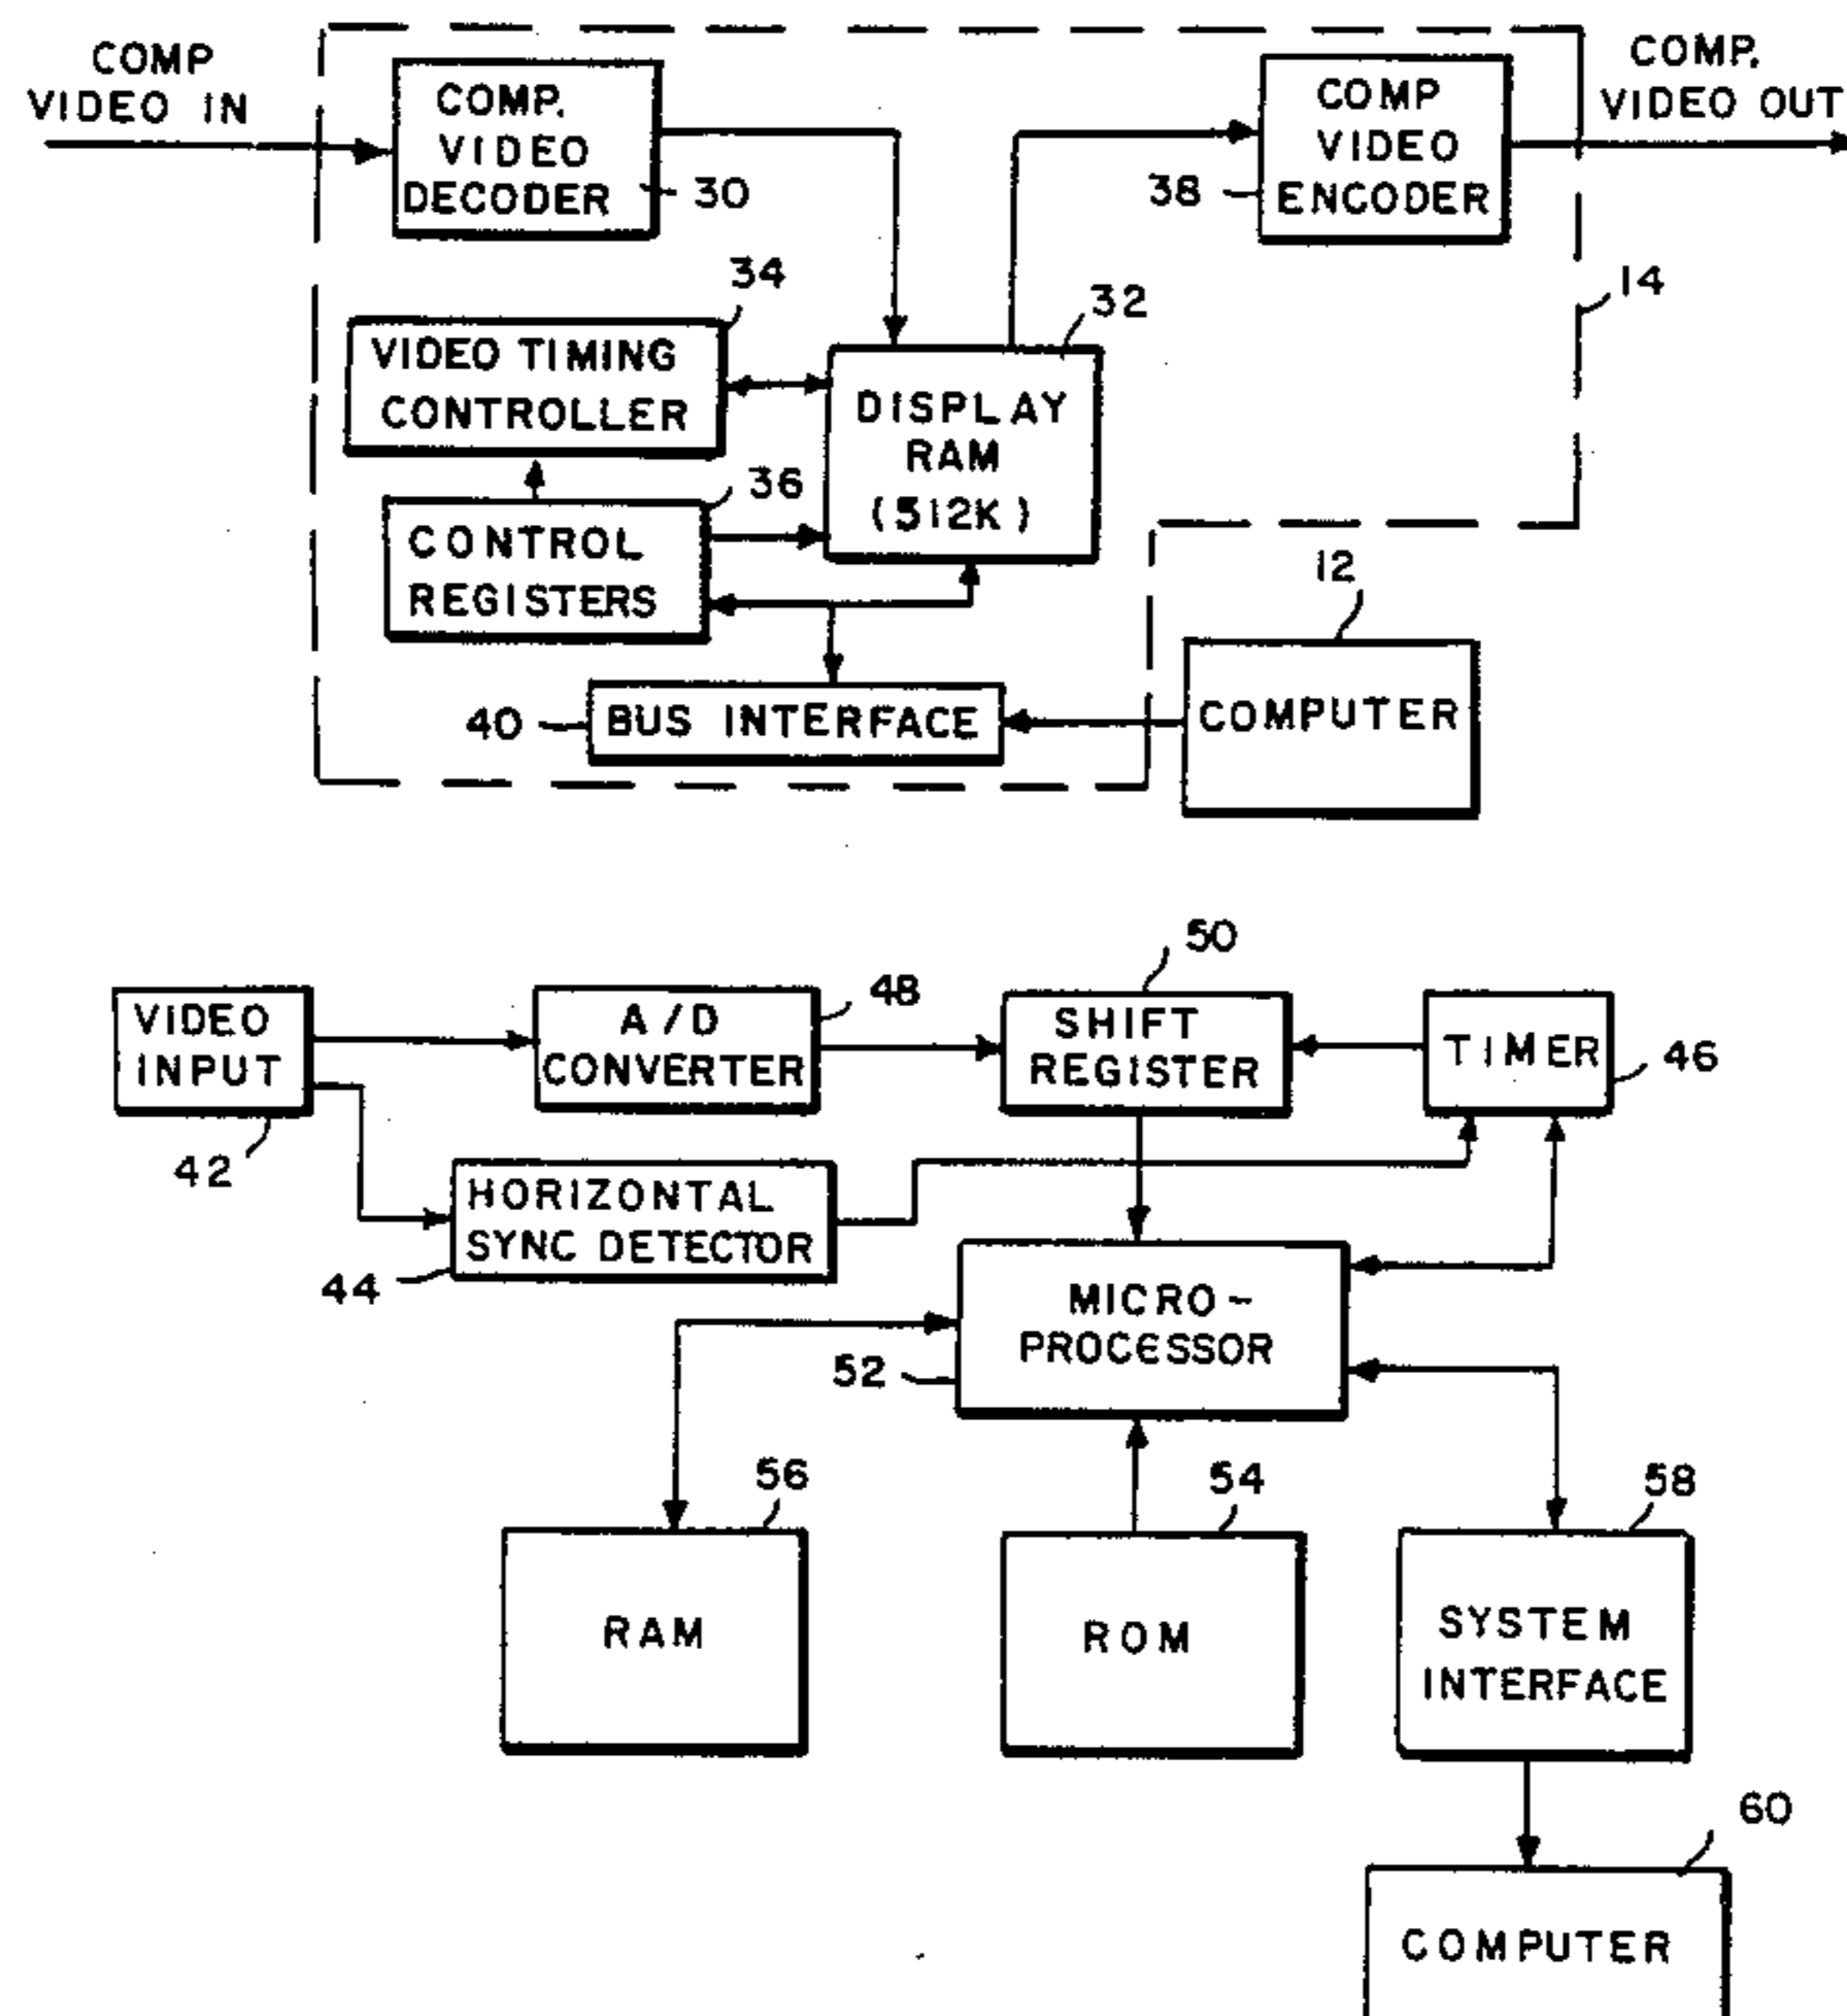 COMP
VIDEO IN
COMP.
VIDEO
DECODER
30
COMP
VIDEO
ENCODER
38
COMP.
VIDEO OUT
14
34
VIDEO TIMING
CONTROLLER
32
DISPLAY
RAM
(512K)
36
CONTROL
REGISTERS
12
COMPUTER
40
BUS INTERFACE
VIDEO
INPUT
42
A/D
CONVERTER
48
50
SHIFT
REGISTER
TIMER
46
HORIZONTAL
SYNC DETECTOR
44
MICRO-
PROCESSOR
52
56
RAM
54
ROM
58
SYSTEM
INTERFACE
60
COMPUTER